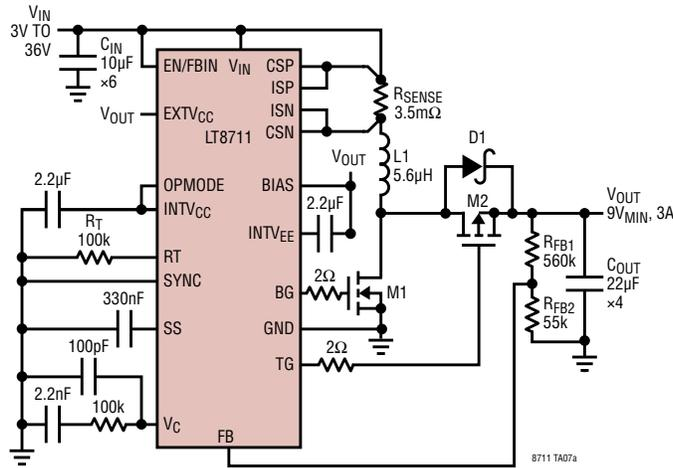 VIN
3V TO
36V
CIN
10µF
×6
EN/FBIN
VIN
CSP
ISP
ISN
CSN
RSENSE
3.5mΩ
VOUT
EXTVCC
LT8711
L1
5.6µH
D1
VOUT
2.2µF
OPMODE
INTVCC
BIAS
2.2µF
INTVEE
M2
VOUT
9VMIN, 3A
RT
100k
RT
SYNC
RFB1
560k
COUT
22µF
×4
330nF
SS
BG
2Ω
M1
RFB2
55k
GND
100pF
TG
2Ω
2.2nF
100k
VC
FB
8711 TA07a